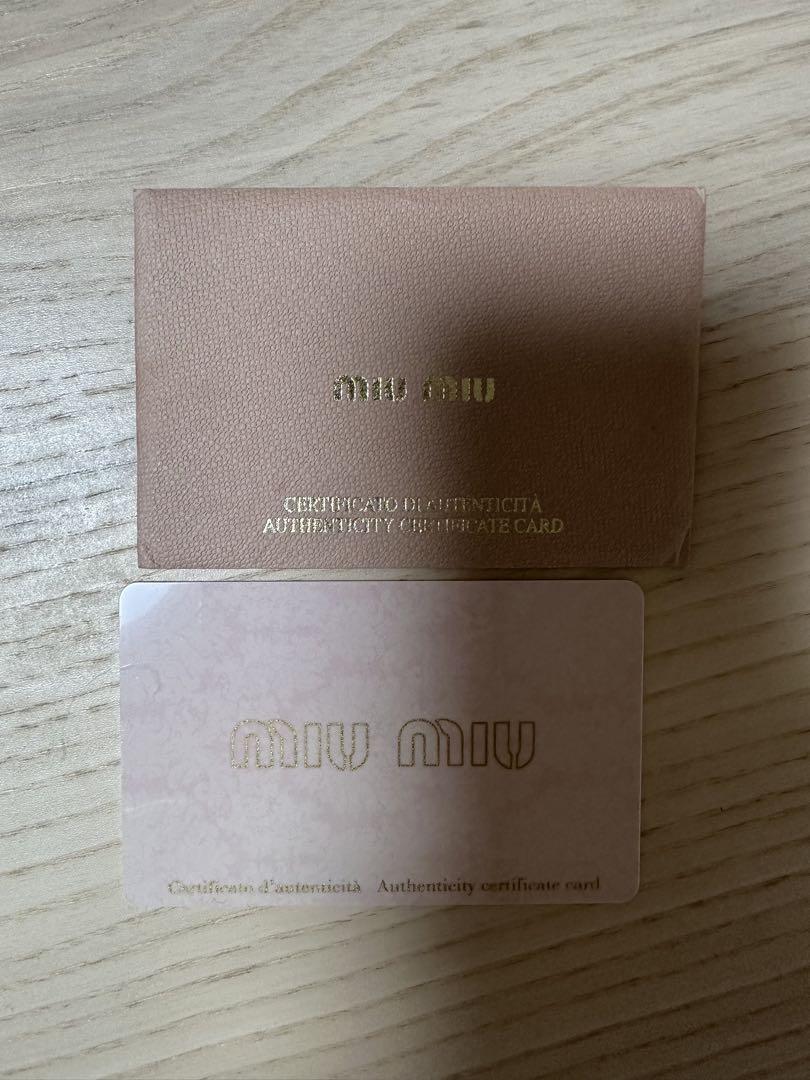 MIU MIU
CERTIFICATO DI AUTENTICITÀ
AUTHENTICITY CERTIFICATE CARD
MIU MIU
Certificato d'autenticità Authenticity certificate card